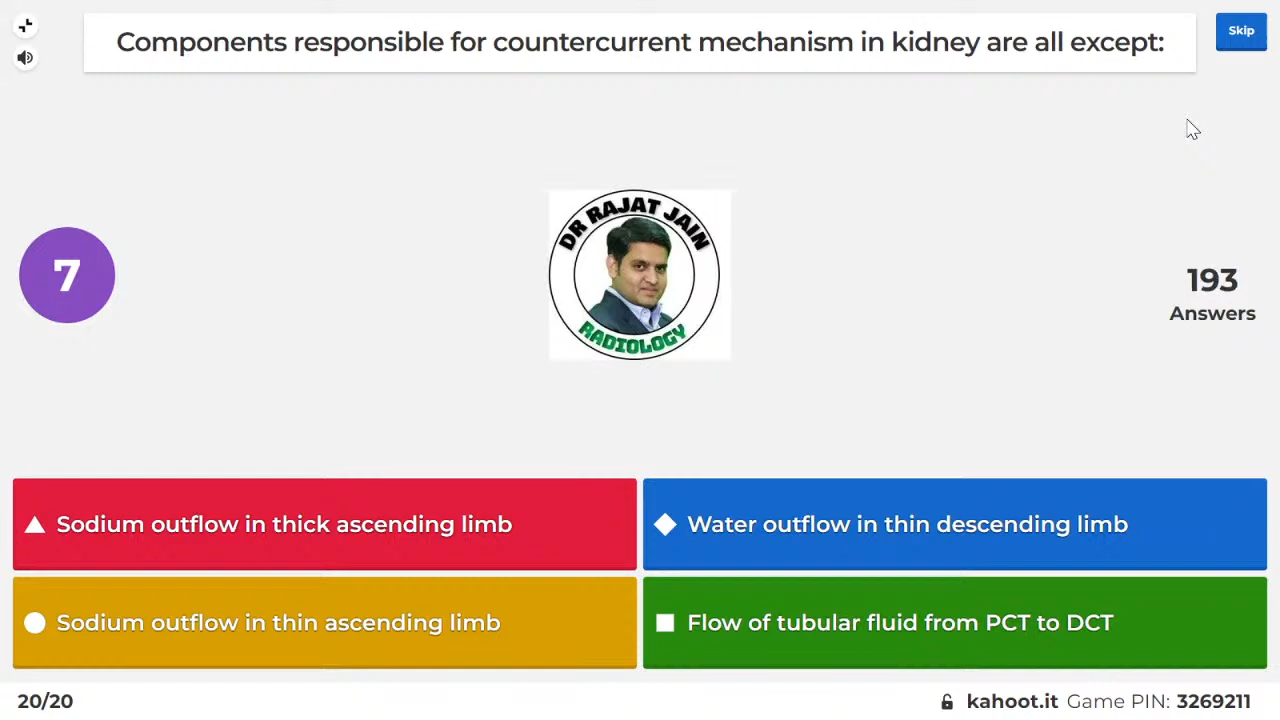 Components responsible for countercurrent mechanism in kidney are all except:
Skip
DR RAJAT JAIN
RADIOLOGY
7
193
Answers
Sodium outflow in thick ascending limb
Water outflow in thin descending limb
Sodium outflow in thin ascending limb
Flow of tubular fluid from PCT to DCT
20/20
kahoot.it Game PIN: 3269211